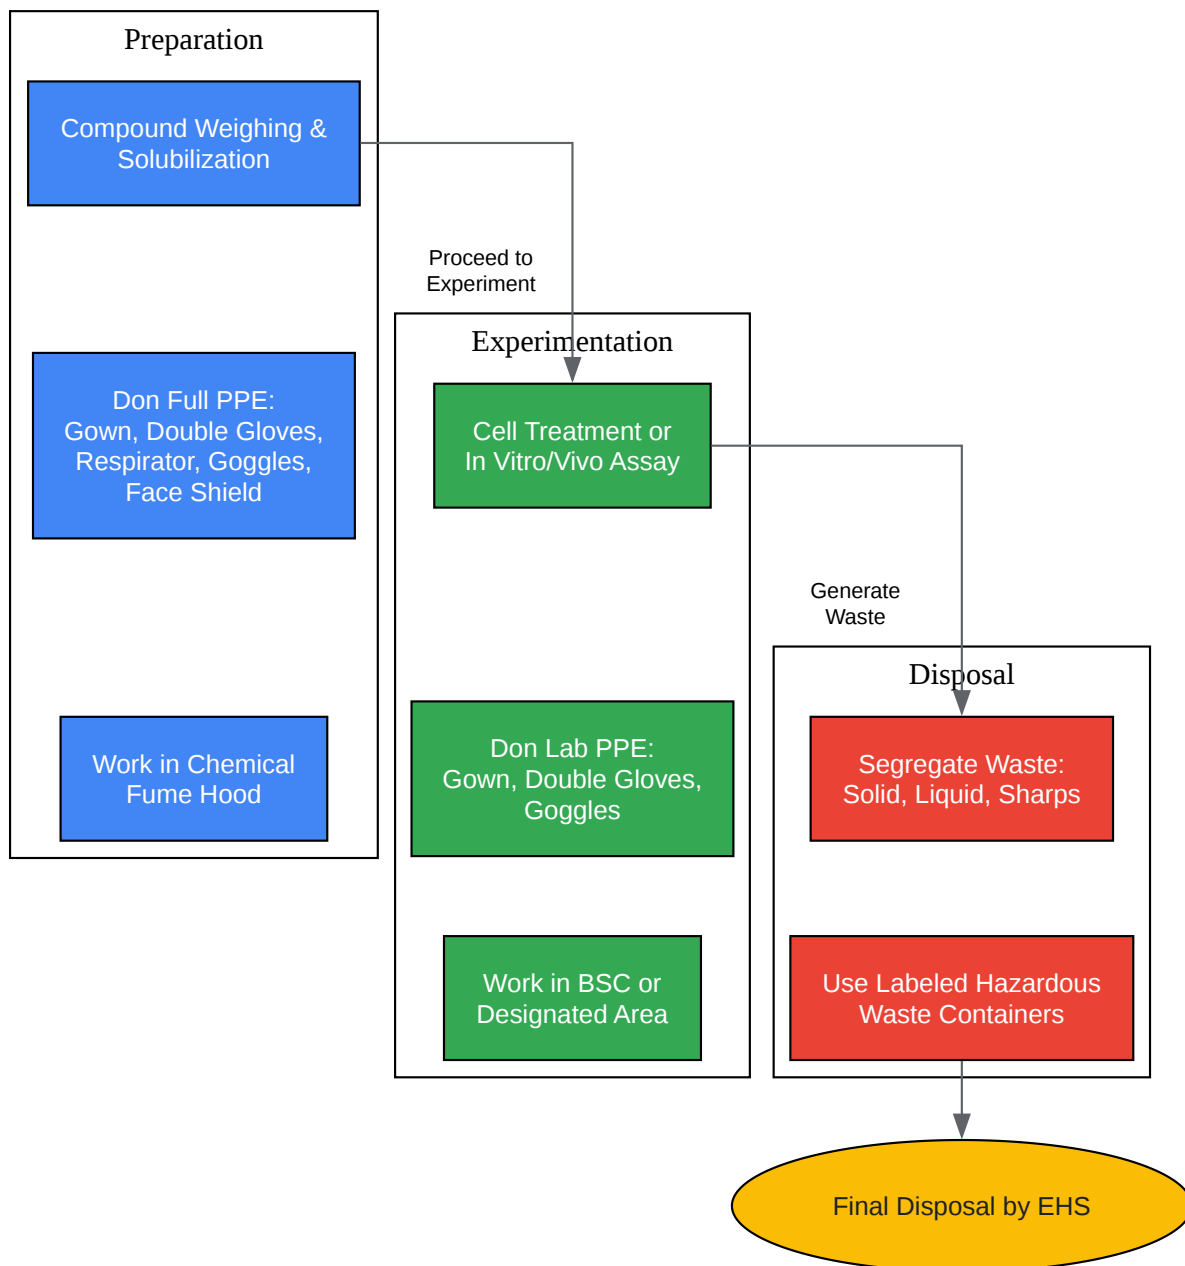 Preparation
Compound Weighing &
Solubilization
Don Full PPE:
Gown, Double Gloves,
Respirator, Goggles,
Face Shield
Work in Chemical
Fume Hood
Proceed to
Experiment
Experimentation
Cell Treatment or
In Vitro/Vivo Assay
Don Lab PPE:
Gown, Double Gloves,
Goggles
Work in BSC or
Designated Area
Generate
Waste
Disposal
Segregate Waste:
Solid, Liquid, Sharps
Use Labeled Hazardous
Waste Containers
Final Disposal by EHS